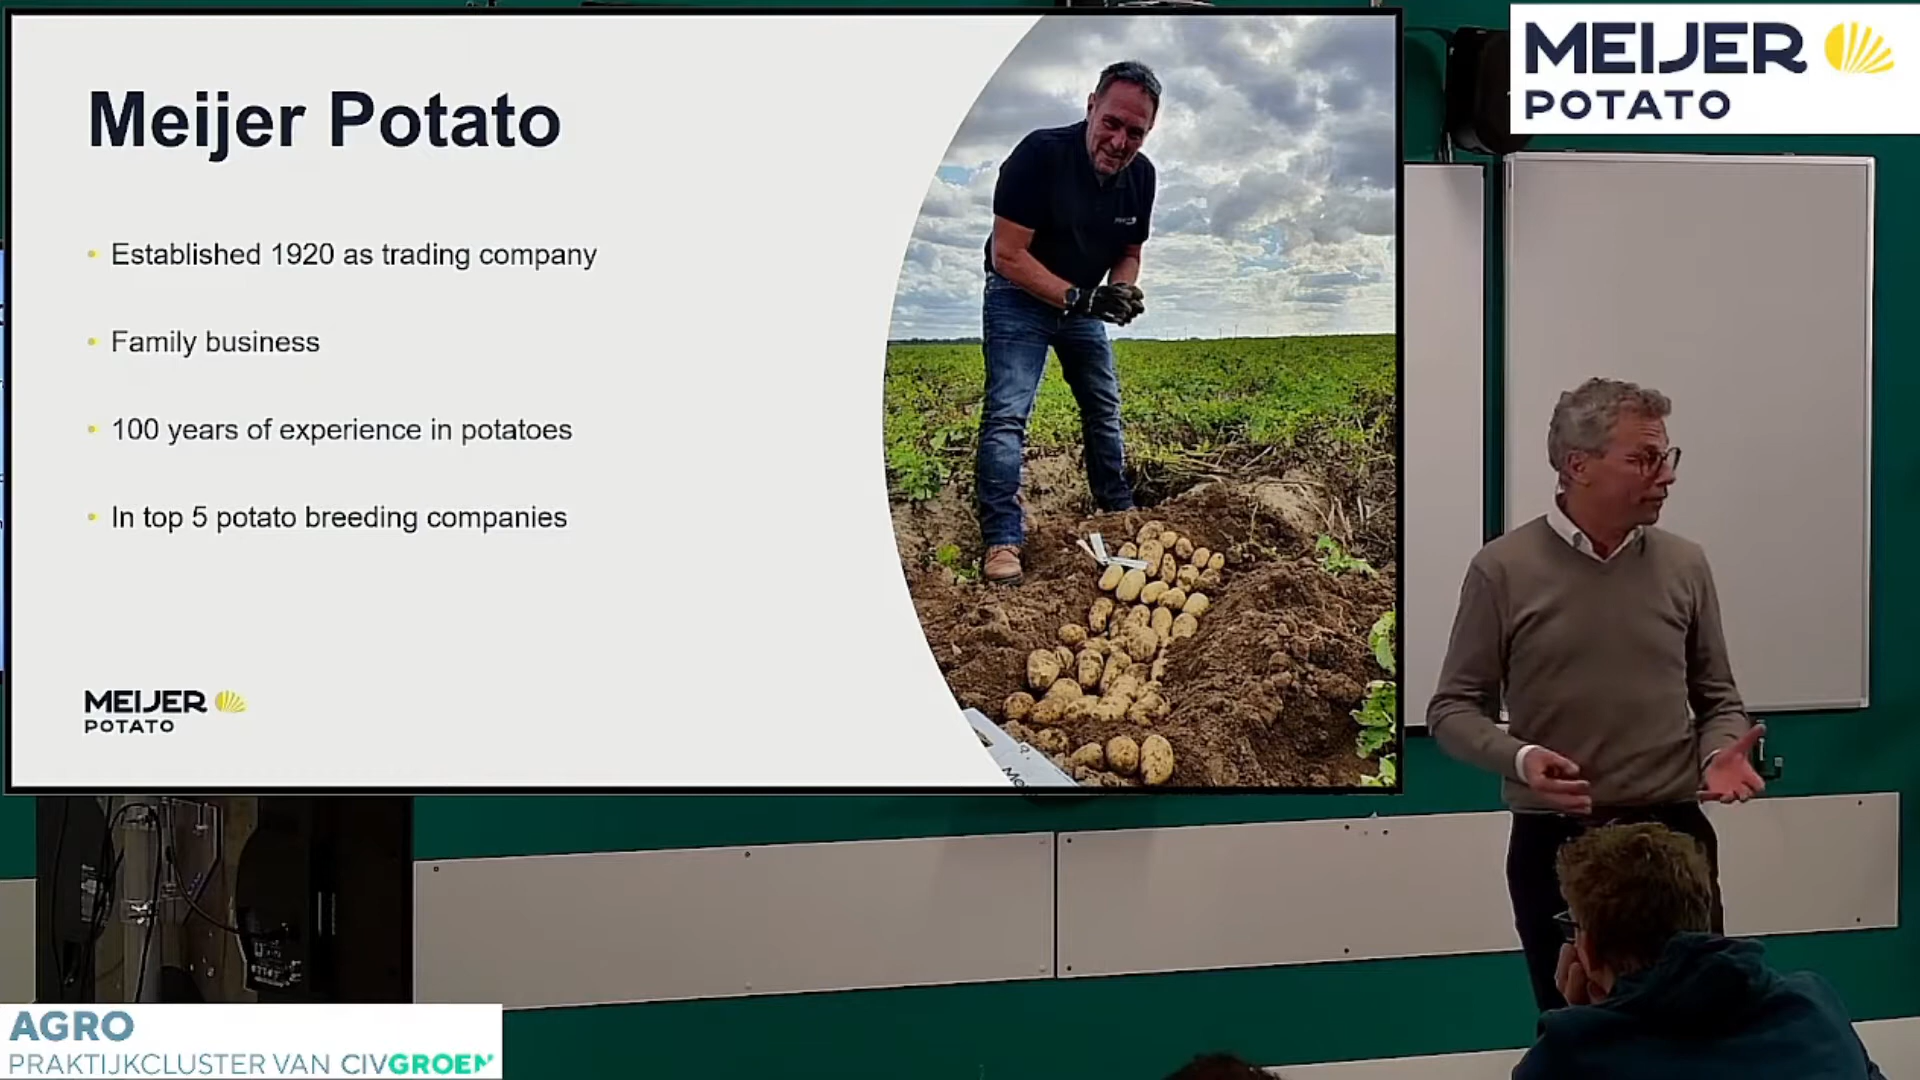 Meijer Potato
• Established 1920 as trading company
• Family business
• 100 years of experience in potatoes
• In top 5 potato breeding companies
MEIJER
POTATO
MEIJER
POTATO
AGRO
PRAKTIJKCLUSTER VAN CIVGROEN